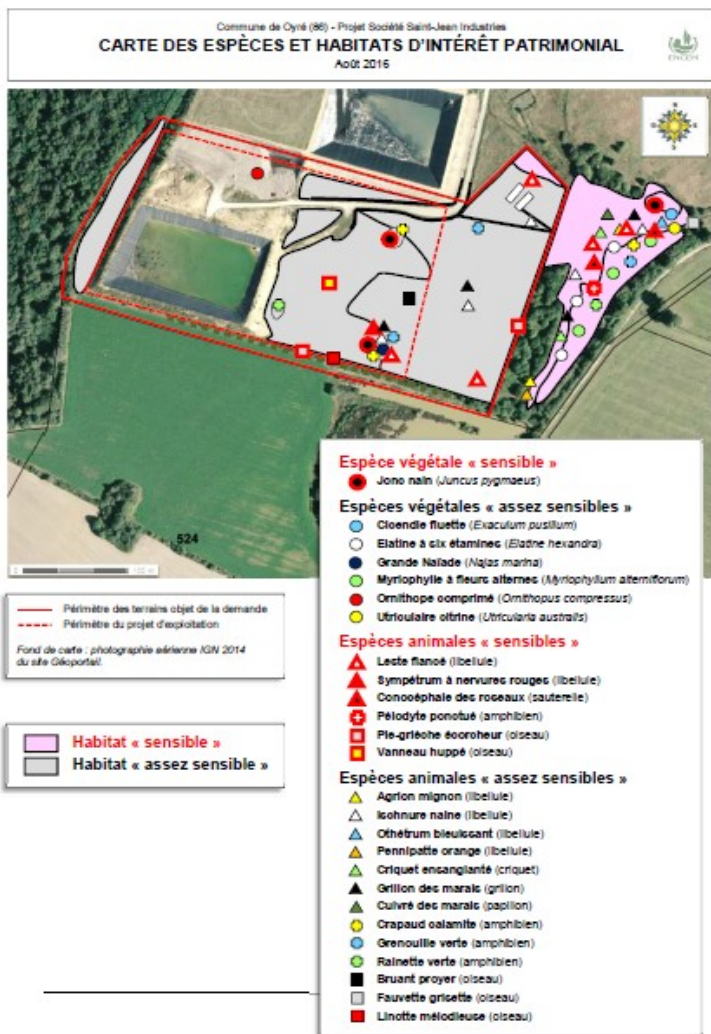 Commune de Oyré (86) - Projet Société Saint-Jean Industries
CARTE DES ESPÈCES ET HABITATS D'INTÉRÊT PATRIMONIAL
Août 2015
ENCEM
524
Périmètre des terrains objet de la demande
Périmètre du projet d'exploitation
Fond de carte : photographie aérienne IGN 2014
du site Géoportail.
Habitat « sensible »
Habitat « assez sensible »
Espèce végétale « sensible »
Jonc nain (Juncus pygmaeus)
Espèces végétales « assez sensibles »
Cicendie fluette (Exaculum pusillum)
Elatine à six étamines (Elatine hexandra)
Grande Naïade (Najas marina)
Myriophylle à fleurs alternes (Myriophyllum alterniflorum)
Ornithope comprimé (Ornithopus compressus)
Utriculaire citrine (Utricularia australis)
Espèces animales « sensibles »
Leste fiancé (libellule)
Sympétrum à nervures rouges (libellule)
Conocéphale des roseaux (sauterelle)
Pélodyte ponctué (amphibien)
Pie-grièche écorcheur (oiseau)
Vanneau huppé (oiseau)
Espèces animales « assez sensibles »
Agrion mignon (libellule)
Ischnure naine (libellule)
Othétrum bleuissant (libellule)
Pennipatte orange (libellule)
Criquet ensanglanté (criquet)
Grillon des marais (grillon)
Cuivré des marais (papillon)
Crapaud calamite (amphibien)
Grenouille verte (amphibien)
Rainette verte (amphibien)
Bruant proyer (oiseau)
Fauvette grisette (oiseau)
Linotte mélodieuse (oiseau)